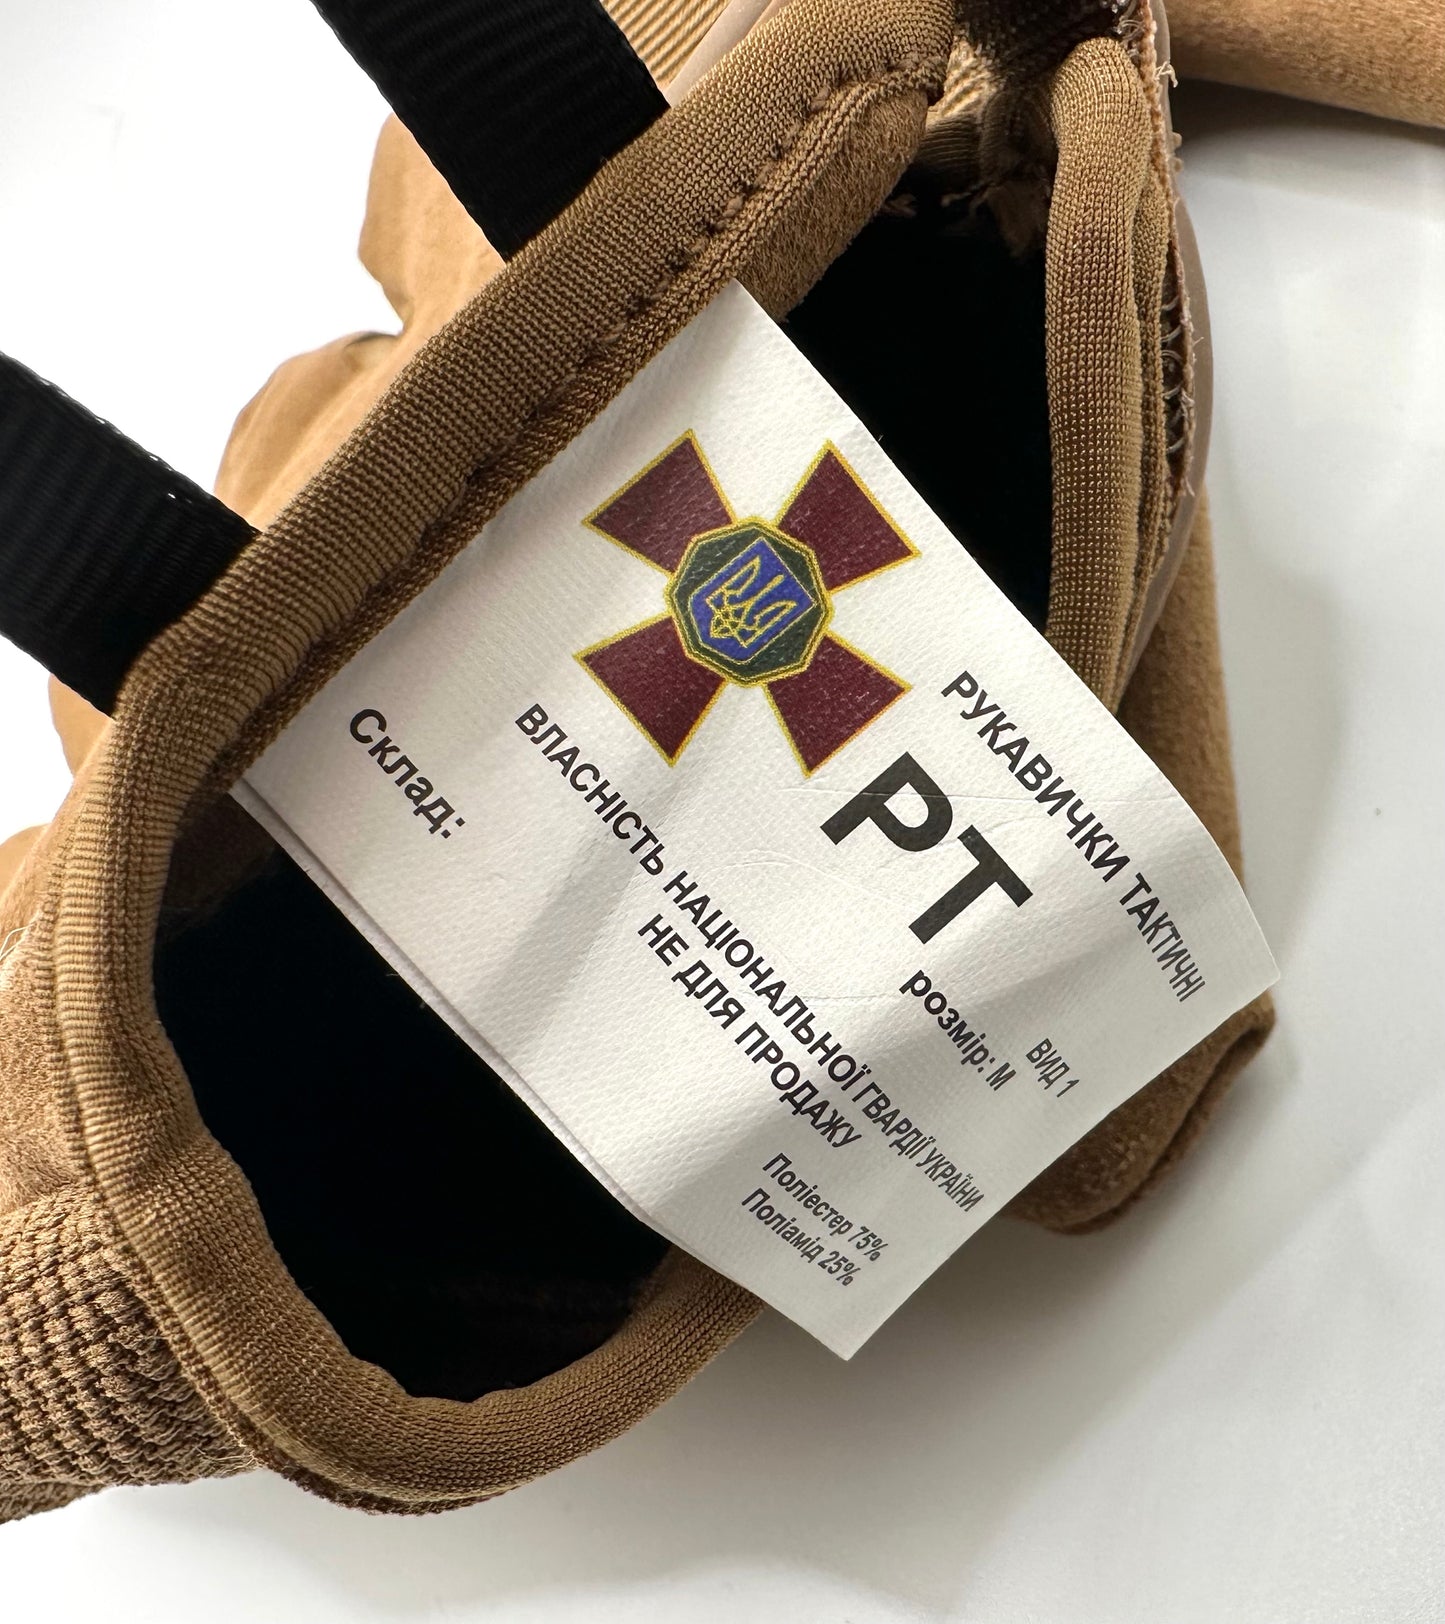 РУКАВИЧКИ ТАКТИЧНІ
РТ
ВИД 1
розмір: М
ВЛАСНІСТЬ НАЦІОНАЛЬНОЇ ГВАРДІЇ УКРАЇНИ
НЕ ДЛЯ ПРОДАЖУ
Склад:
Поліестер 75%
Поліамід 25%